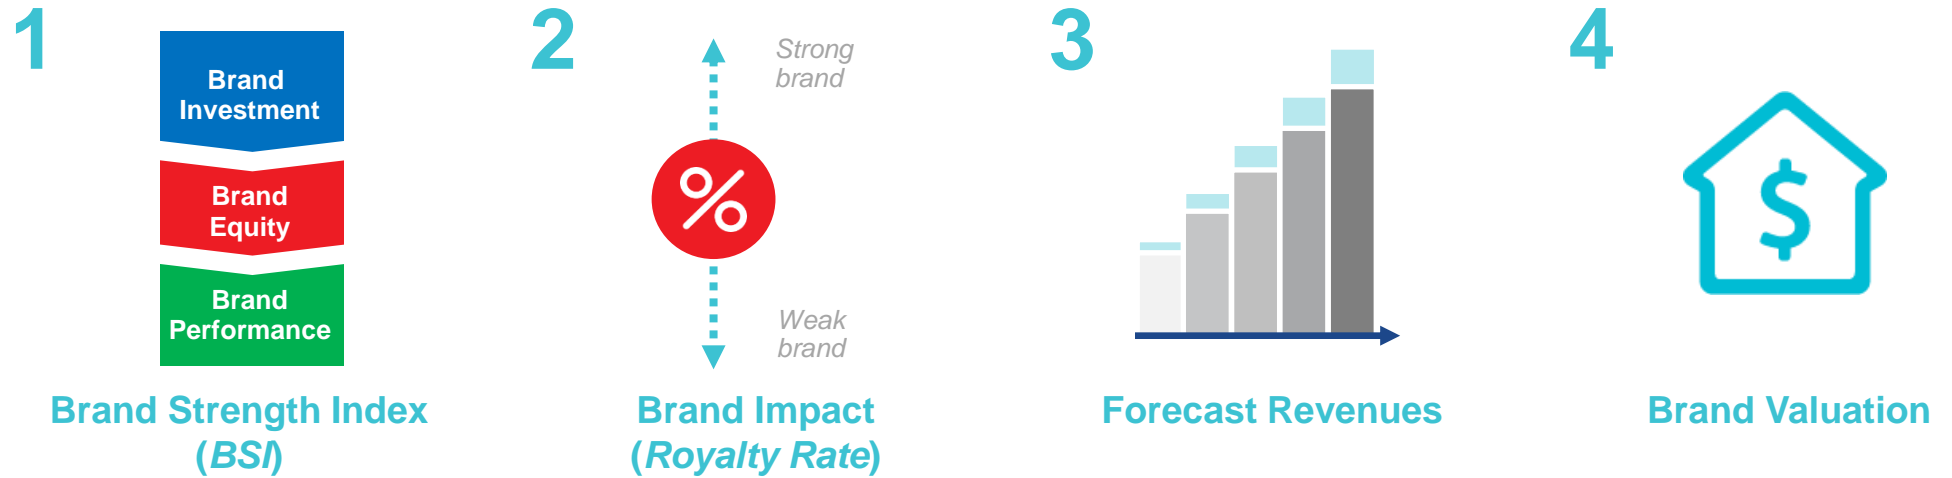 1
Brand
Investment
Brand
Equity
Brand
Performance
Brand Strength Index
(BSI)
2
Strong
brand
%
Weak
brand
Brand Impact
(Royalty Rate)
3
Forecast Revenues
4
$
Brand Valuation